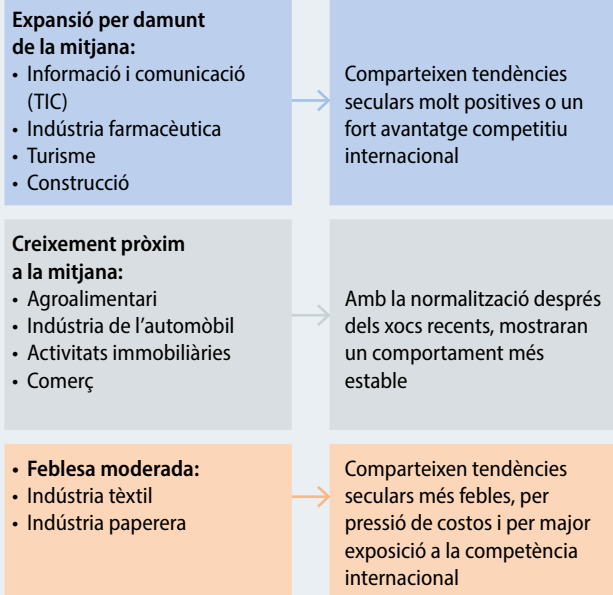 Expansió per damunt
de la mitjana:
• Informació i comunicació
(TIC)
• Indústria farmacèutica
• Turisme
• Construcció
Comparteixen tendències
seculars molt positives o un
fort avantatge competitiu
internacional
Creixement pròxim
a la mitjana:
• Agroalimentari
• Indústria de l'automòbil
• Activitats immobiliàries
• Comerç
Amb la normalització després
dels xocs recents, mostraran
un comportament més
estable
• Feblesa moderada:
• Indústria tèxtil
• Indústria paperera
Comparteixen tendències
seculars més febles, per
pressió de costos i per major
exposició a la competència
internacional